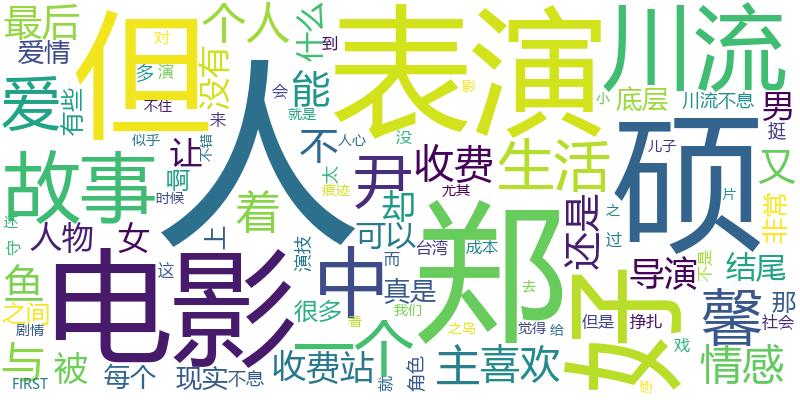 最后
个人
什么
到
对
爱情
但
没有
表演
影
川流
多
演
能
小
底层
川流不息
男
爱
有些
不住
来
会
就是
挺
人
不
硕
似乎
不错
人心
没
让
尹
收费
生活
儿子
又
故事
啊
太
痕迹
尤其
郑
时候
着
却
还是
之
片
非常
还
人物
女
上
可以
过
守
电影
演技
中
而
台湾
成本
好
导演
不是
结尾
鱼
这
真是
去
馨
那
之间
很多
我们
一个
之鸟
觉得
给
但是
挣扎
社会
剧情
看
戏
与
被
每个
现实
不息
收费站
就
角色
主
喜欢
情感
FIRST